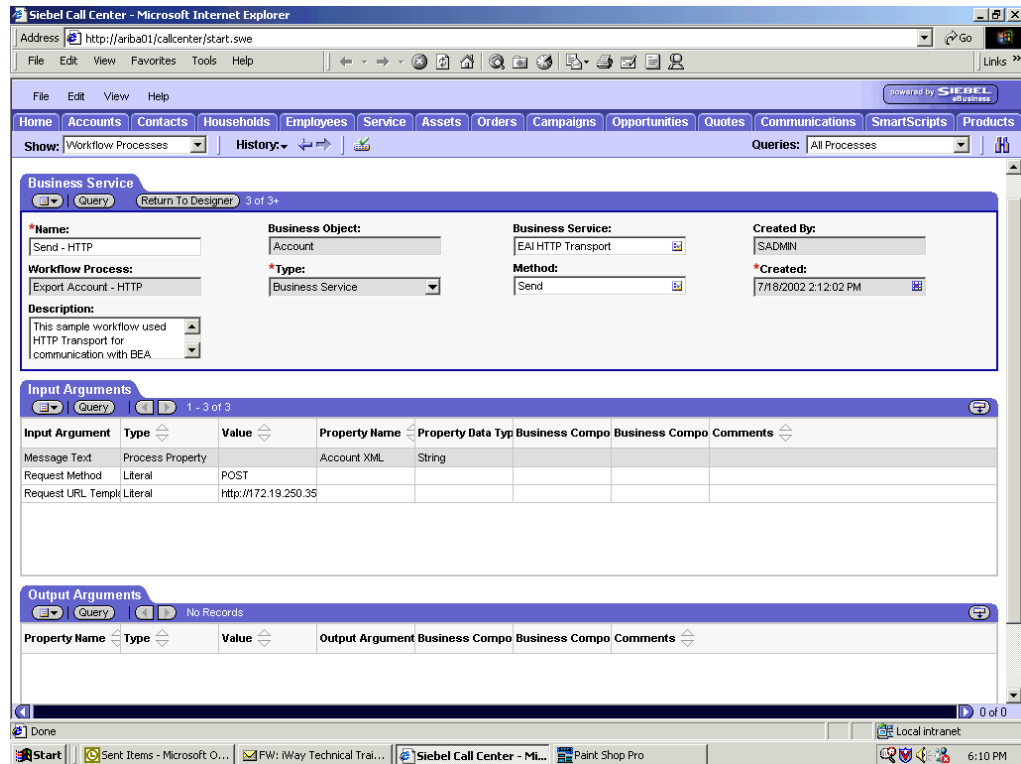 Siebel Call Center - Microsoft Internet Explorer
Address http://ariba01/callcenter/start.swe Go
File Edit View Favorites Tools Help Links »
File Edit View Help powered by SIEBEL eBusiness
Home Accounts Contacts Households Employees Service Assets Orders Campaigns Opportunities Quotes Communications SmartScripts Products
Show: Workflow Processes History: Queries: All Processes
Business Service
Query Return To Designer 3 of 3+
*Name: Business Object: Business Service: Created By:
Send - HTTP Account EAI HTTP Transport SADMIN
Workflow Process: *Type: Method: *Created:
Export Account - HTTP Business Service Send 7/18/2002 2:12:02 PM
Description:
This sample workflow used
HTTP Transport for
communication with BEA
Input Arguments
Query 1 - 3 of 3
Input Argument Type Value Property Name Property Data Typ Business Compo Business Compo Comments
Message Text Process Property Account XML String
Request Method Literal POST
Request URL Templa Literal http://172.19.250.35
Output Arguments
Query No Records
Property Name Type Value Output Argument Business Compo Business Compo Comments
0 of 0
Done Local intranet
Start Sent Items - Microsoft O... FW: iWay Technical Trai... Siebel Call Center - Mi... Paint Shop Pro 6:10 PM